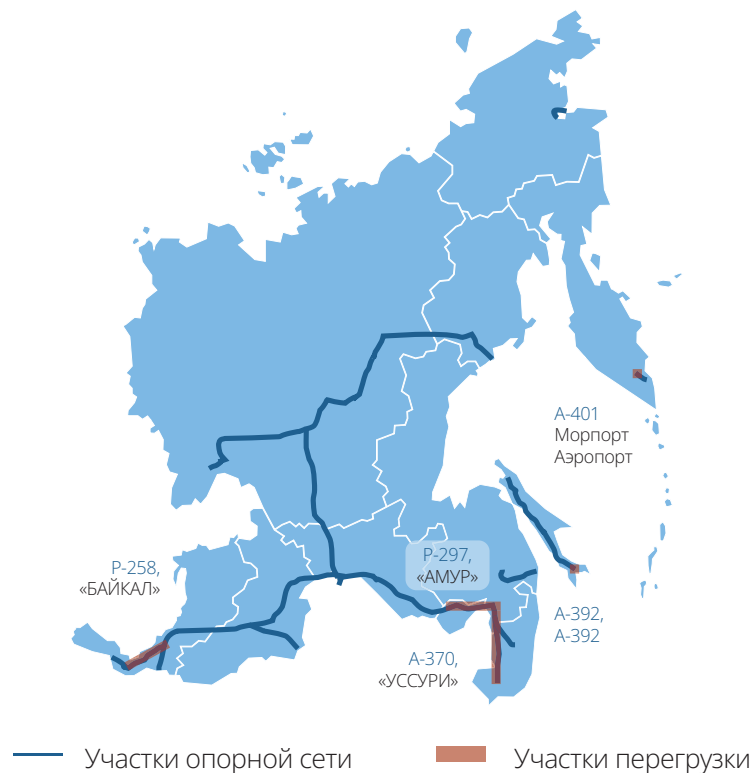 А-401
Морпорт
Аэропорт
Р-297,
«АМУР»
Р-258,
«БАЙКАЛ»
А-392,
А-392
А-370,
«УССУРИ»
Участки опорной сети
Участки перегрузки